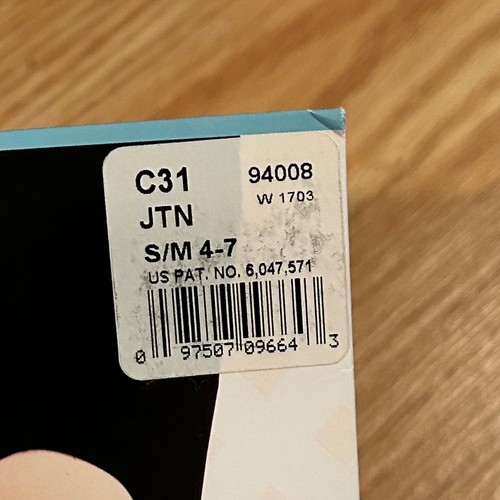 C31 94008
JTN W 1703
S/M 4-7
US PAT. NO. 6,047,571
0 97507 09664 3